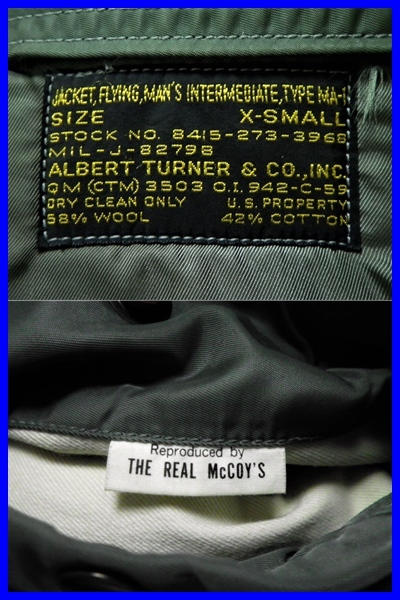 JACKET, FLYING, MAN'S INTERMEDIATE, TYPE MA-1
SIZE X-SMALL
STOCK NO. 8415-273-3968
MIL-J-82798
ALBERT TURNER & CO., INC.
QM (CTM) 3503 O.I. 942-C-59
DRY CLEAN ONLY U.S. PROPERTY
58% WOOL 42% COTTON
Reproduced by
THE REAL McCOY'S